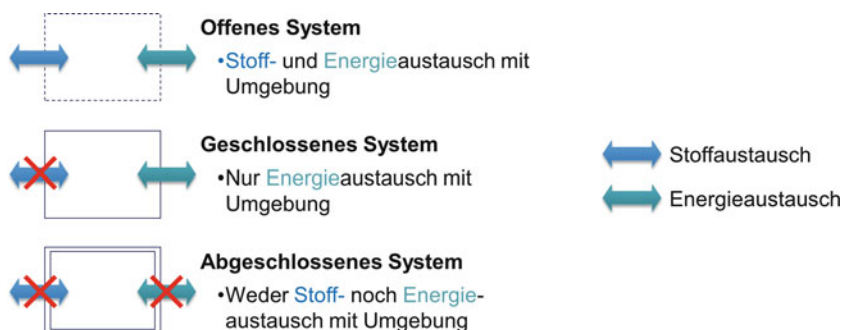 Offenes System
•Stoff- und Energieaustausch mit
Umgebung
Geschlossenes System
•Nur Energieaustausch mit
Umgebung
Abgeschlossenes System
•Weder Stoff- noch Energie-
austausch mit Umgebung
Stoffaustausch
Energieaustausch